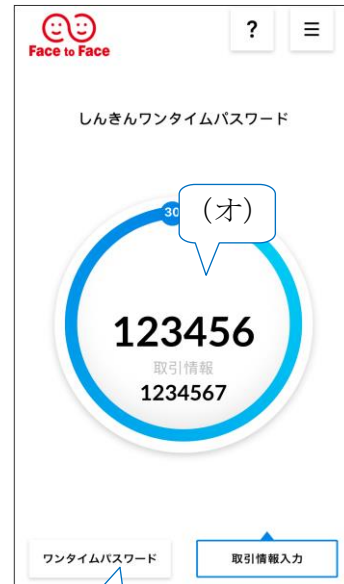 Face to Face
?
しんきんワンタイムパスワード
30
（オ）
123456
取引情報
1234567
ワンタイムパスワード
取引情報入力